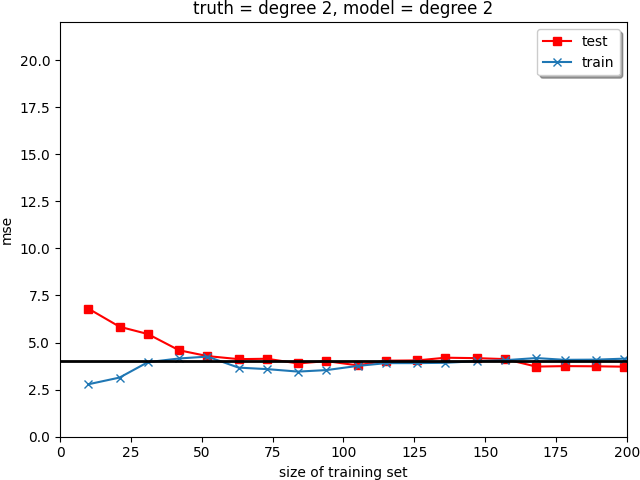 truth = degree 2, model = degree 2
test
train
20.0
17.5
15.0
12.5
10.0
7.5
5.0
2.5
0.0
mse
0 25 50 75 100 125 150 175 200
size of training set